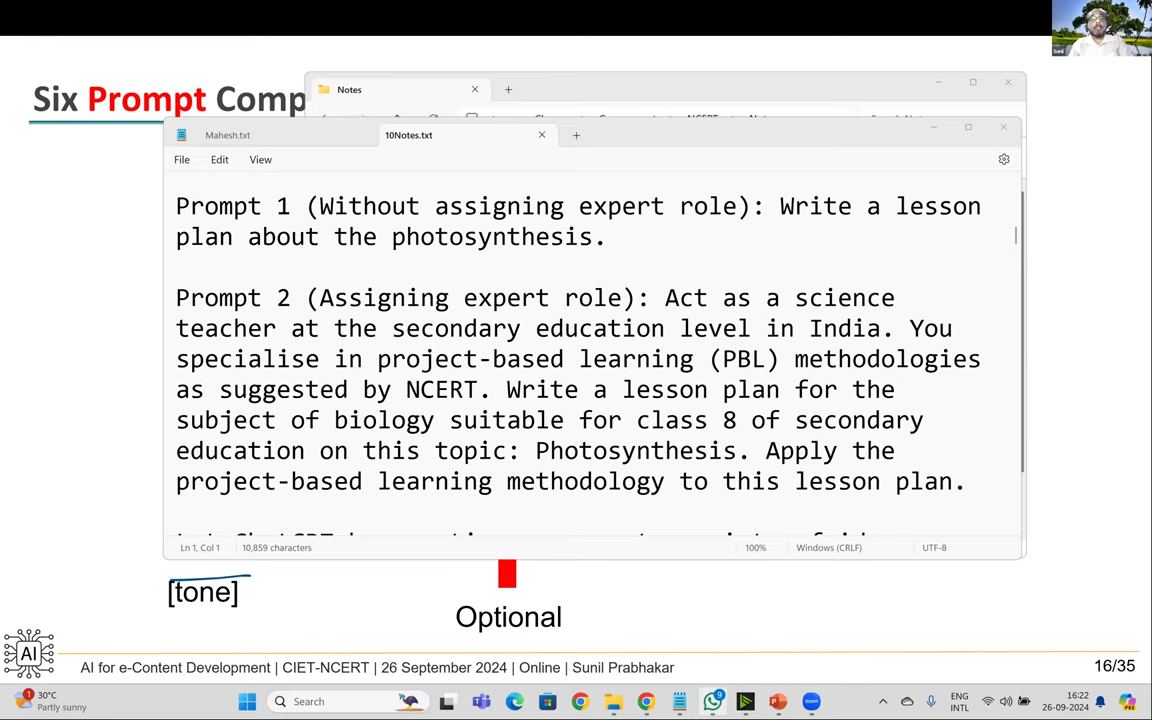 Sunil
Six Prompt Comp
Notes
Mahesh.txt
10Notes.txt
File Edit View
Prompt 1 (Without assigning expert role): Write a lesson
plan about the photosynthesis.
Prompt 2 (Assigning expert role): Act as a science
teacher at the secondary education level in India. You
specialise in project-based learning (PBL) methodologies
as suggested by NCERT. Write a lesson plan for the
subject of biology suitable for class 8 of secondary
education on this topic: Photosynthesis. Apply the
project-based learning methodology to this lesson plan.
Ln 1, Col 1 10,859 characters 100% Windows (CRLF) UTF-8
[tone]
Optional
AI
AI for e-Content Development | CIET-NCERT | 26 September 2024 | Online | Sunil Prabhakar
16/35
1
30°C
Partly sunny
Search
9
zoom
ENG
INTL
16:22
26-09-2024
PRE